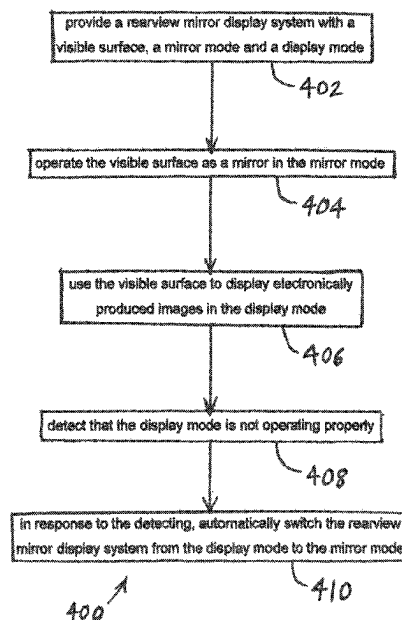 provide a rearview mirror display system with a
visible surface, a mirror mode and a display mode
402
operate the visible surface as a mirror in the mirror mode
404
use the visible surface to display electronically
produced images in the display mode
406
detect that the display mode is not operating properly
408
in response to the detecting, automatically switch the rearview
mirror display system from the display mode to the mirror mode
410
400